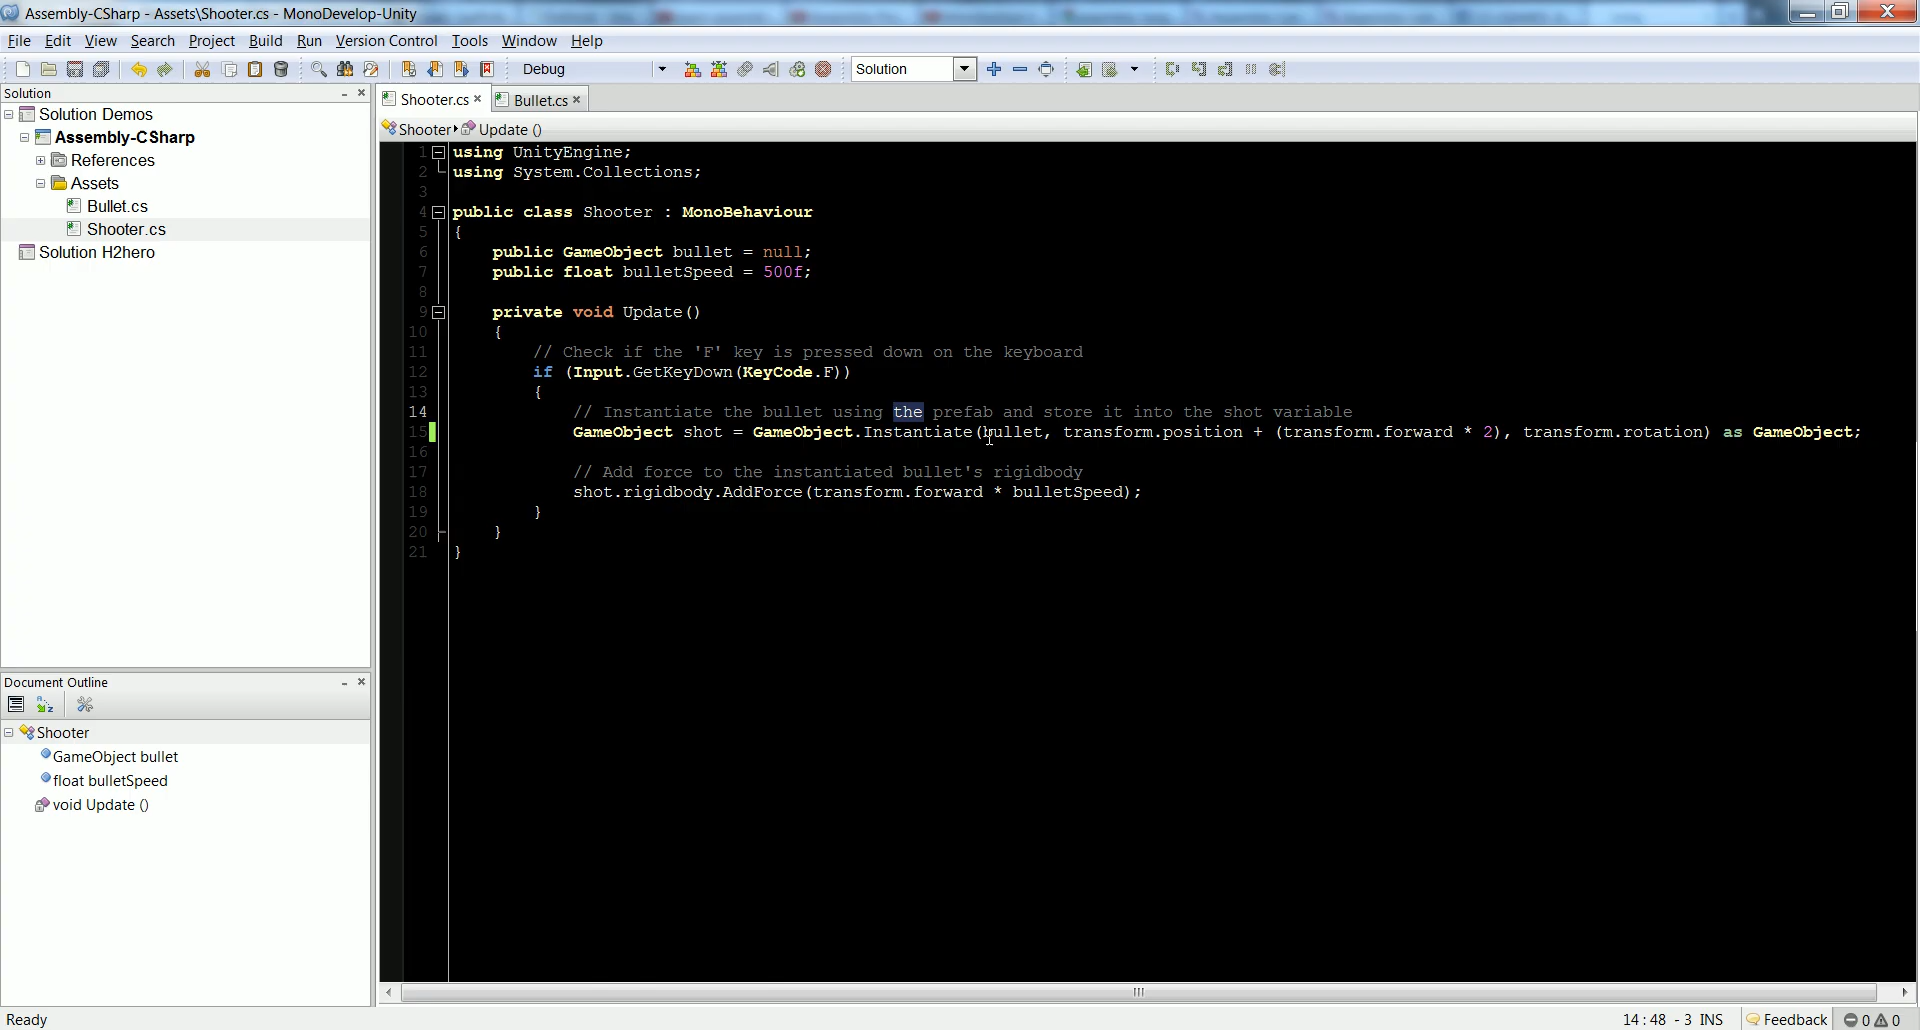 Assembly-CSharp - Assets\Shooter.cs - MonoDevelop-Unity
File Edit View Search Project Build Run Version Control Tools Window Help
Debug Solution
Solution
Solution Demos
Assembly-CSharp
References
Assets
Bullet.cs
Shooter.cs
Solution H2hero
Document Outline
Shooter
GameObject bullet
float bulletSpeed
void Update ()
Shooter.cs Bullet.cs
Shooter Update ()
1 using UnityEngine;
2 using System.Collections;
3
4 public class Shooter : MonoBehaviour
5 {
6 public GameObject bullet = null;
7 public float bulletSpeed = 500f;
8
9 private void Update()
10 {
11 // Check if the 'F' key is pressed down on the keyboard
12 if (Input.GetKeyDown(KeyCode.F))
13 {
14 // Instantiate the bullet using the prefab and store it into the shot variable
15 GameObject shot = GameObject.Instantiate(bullet, transform.position + (transform.forward * 2), transform.rotation) as GameObject;
16
17 // Add force to the instantiated bullet's rigidbody
18 shot.rigidbody.AddForce(transform.forward * bulletSpeed);
19 }
20 }
21 }
Ready 14 : 48 - 3 INS Feedback 0 0